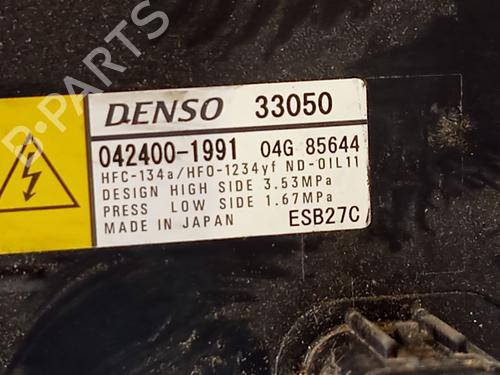 B-PARTS
DENSO 33050
042400-1991 04G 85644
HFC-134a/HFO-1234yf ND-OIL11
DESIGN HIGH SIDE 3.53MPa
PRESS LOW SIDE 1.67MPa
MADE IN JAPAN ESB27C